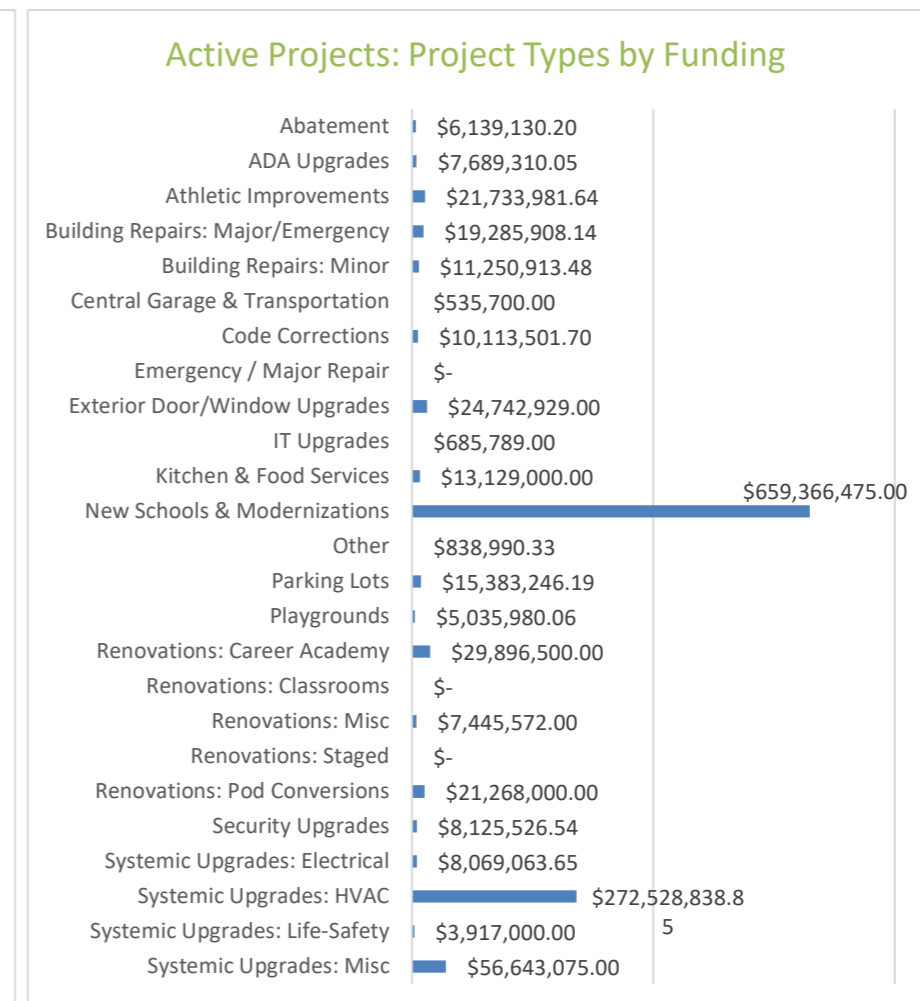 Active Projects: Project Types by Funding
Abatement $6,139,130.20
ADA Upgrades $7,689,310.05
Athletic Improvements $21,733,981.64
Building Repairs: Major/Emergency $19,285,908.14
Building Repairs: Minor $11,250,913.48
Central Garage & Transportation $535,700.00
Code Corrections $10,113,501.70
Emergency / Major Repair $-
Exterior Door/Window Upgrades $24,742,929.00
IT Upgrades $685,789.00
Kitchen & Food Services $13,129,000.00
New Schools & Modernizations $659,366,475.00
Other $838,990.33
Parking Lots $15,383,246.19
Playgrounds $5,035,980.06
Renovations: Career Academy $29,896,500.00
Renovations: Classrooms $-
Renovations: Misc $7,445,572.00
Renovations: Staged $-
Renovations: Pod Conversions $21,268,000.00
Security Upgrades $8,125,526.54
Systemic Upgrades: Electrical $8,069,063.65
Systemic Upgrades: HVAC $272,528,838.8
5
Systemic Upgrades: Life-Safety $3,917,000.00
Systemic Upgrades: Misc $56,643,075.00